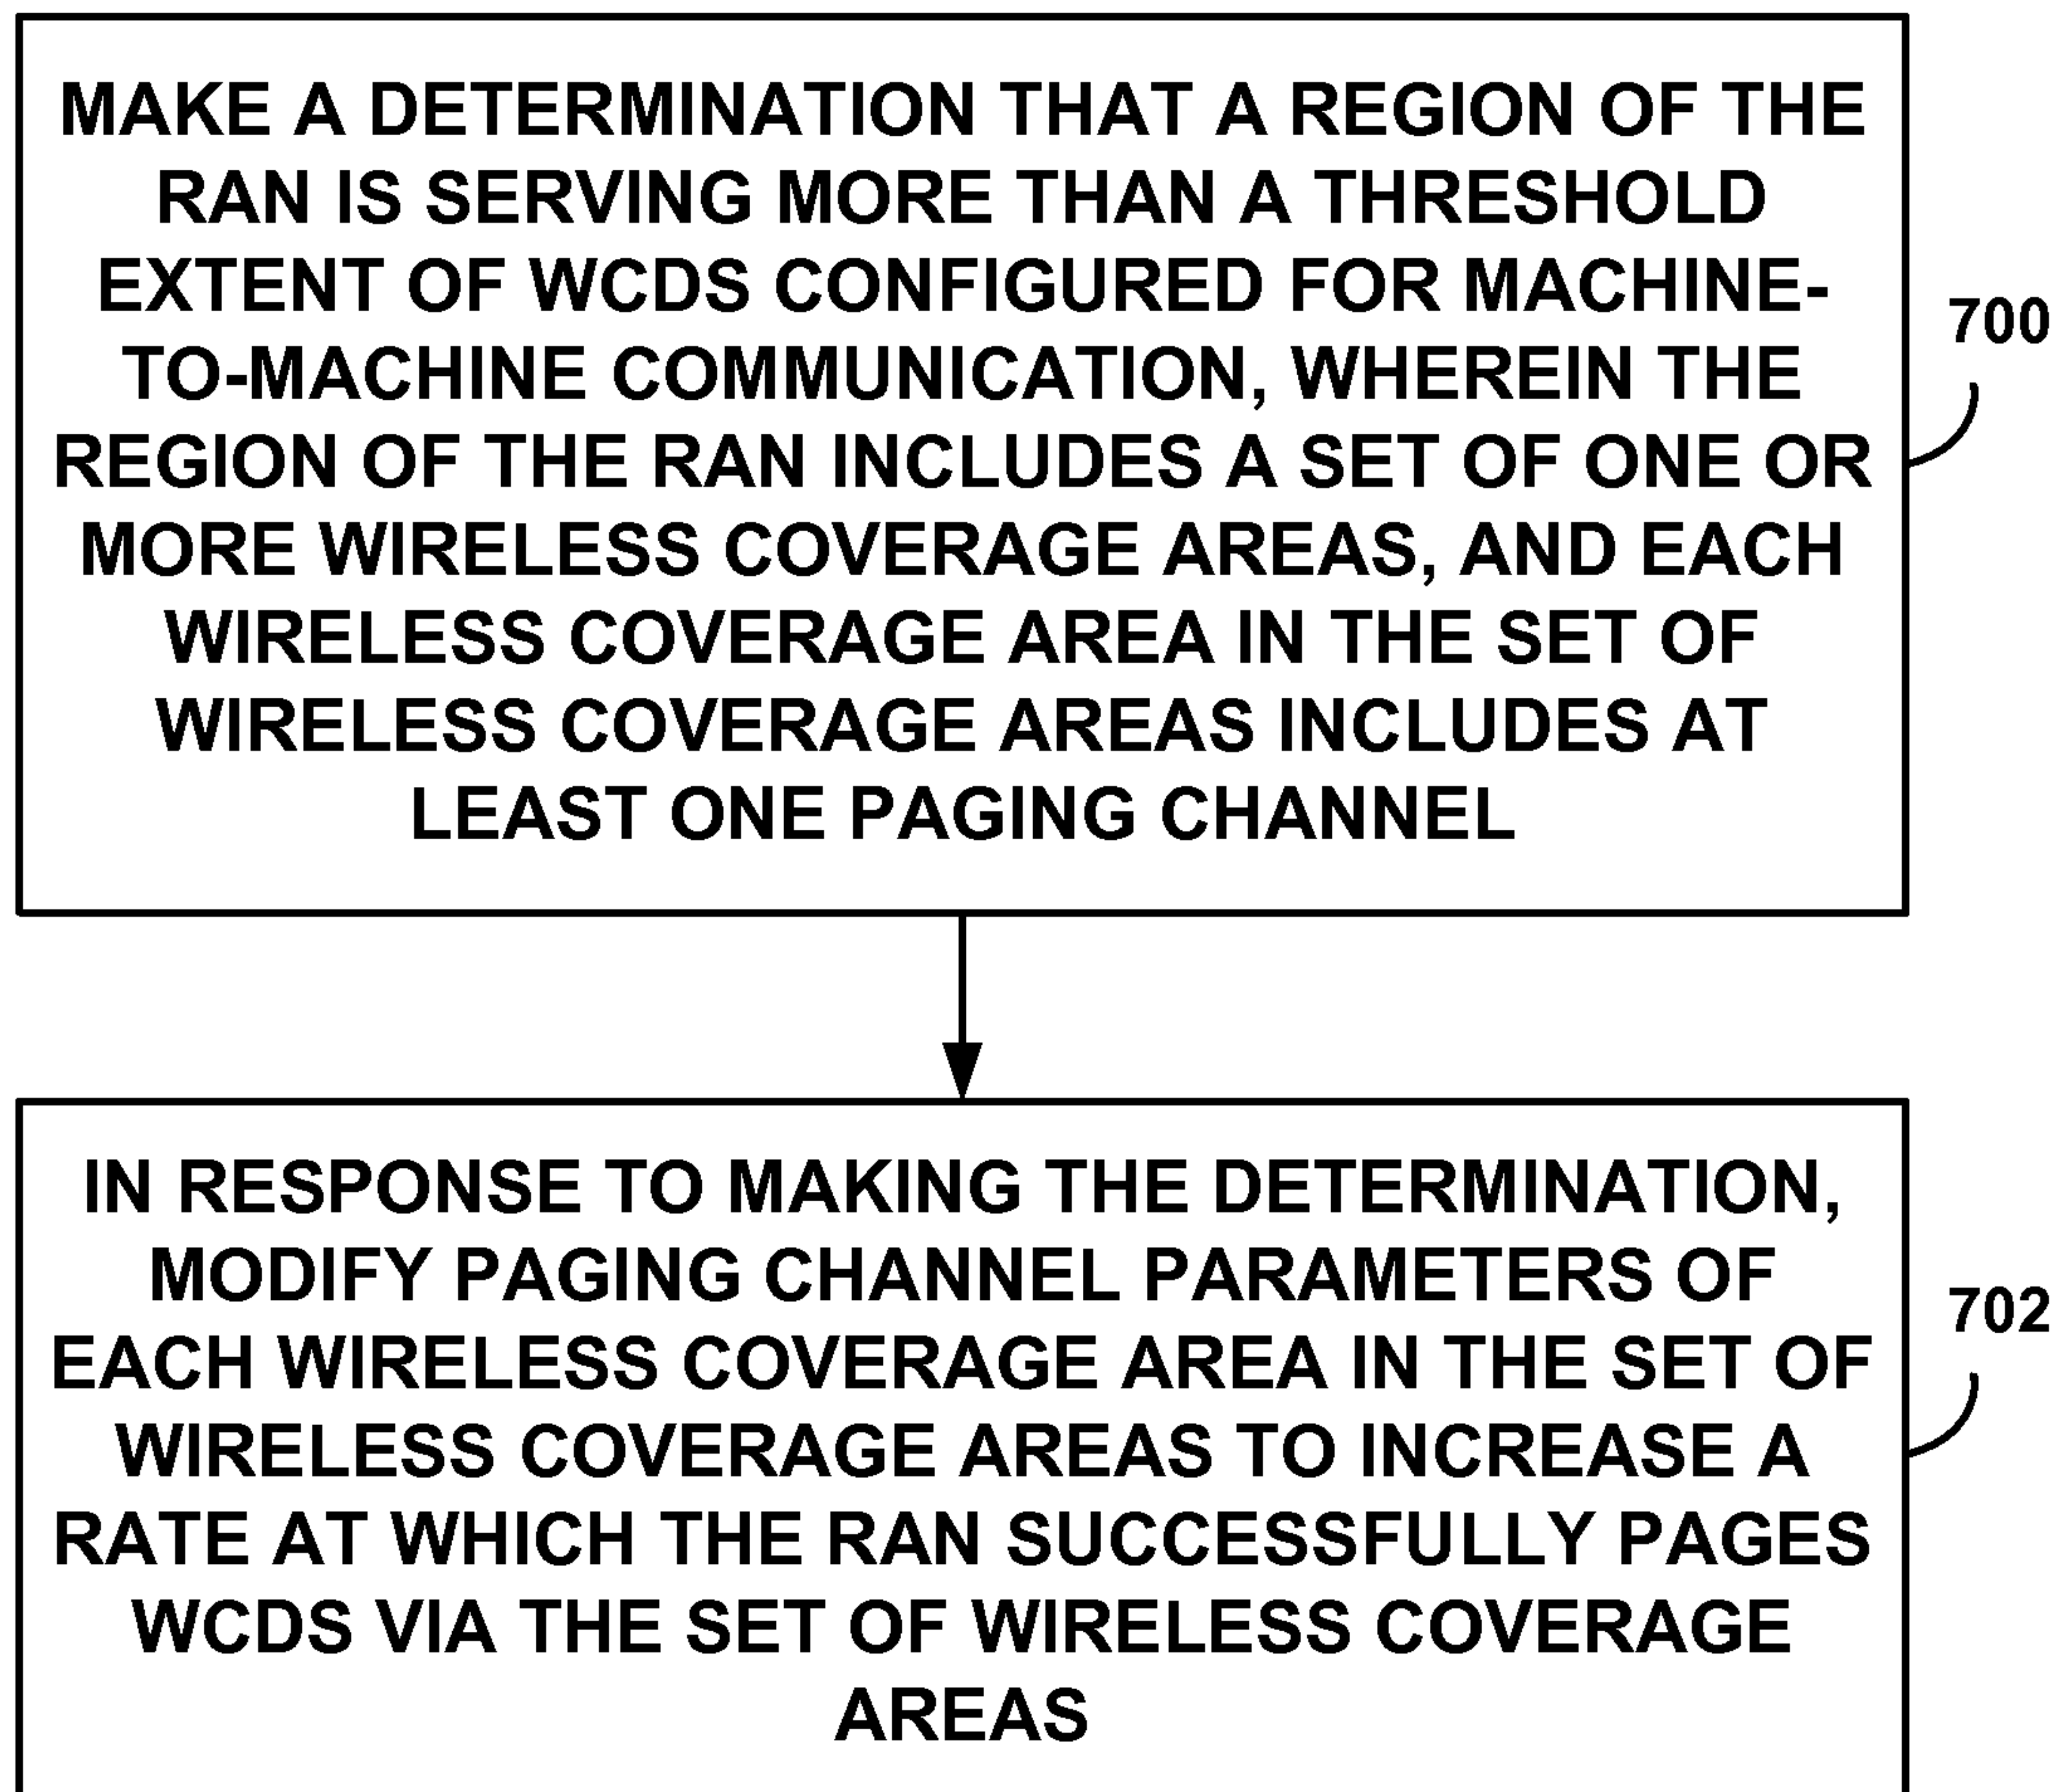 MAKE A DETERMINATION THAT A REGION OF THE
RAN IS SERVING MORE THAN A THRESHOLD
EXTENT OF WCDS CONFIGURED FOR MACHINE-
TO-MACHINE COMMUNICATION, WHEREIN THE
REGION OF THE RAN INCLUDES A SET OF ONE OR
MORE WIRELESS COVERAGE AREAS, AND EACH
WIRELESS COVERAGE AREA IN THE SET OF
WIRELESS COVERAGE AREAS INCLUDES AT
LEAST ONE PAGING CHANNEL
700
IN RESPONSE TO MAKING THE DETERMINATION,
MODIFY PAGING CHANNEL PARAMETERS OF
EACH WIRELESS COVERAGE AREA IN THE SET OF
WIRELESS COVERAGE AREAS TO INCREASE A
RATE AT WHICH THE RAN SUCCESSFULLY PAGES
WCDS VIA THE SET OF WIRELESS COVERAGE
AREAS
702